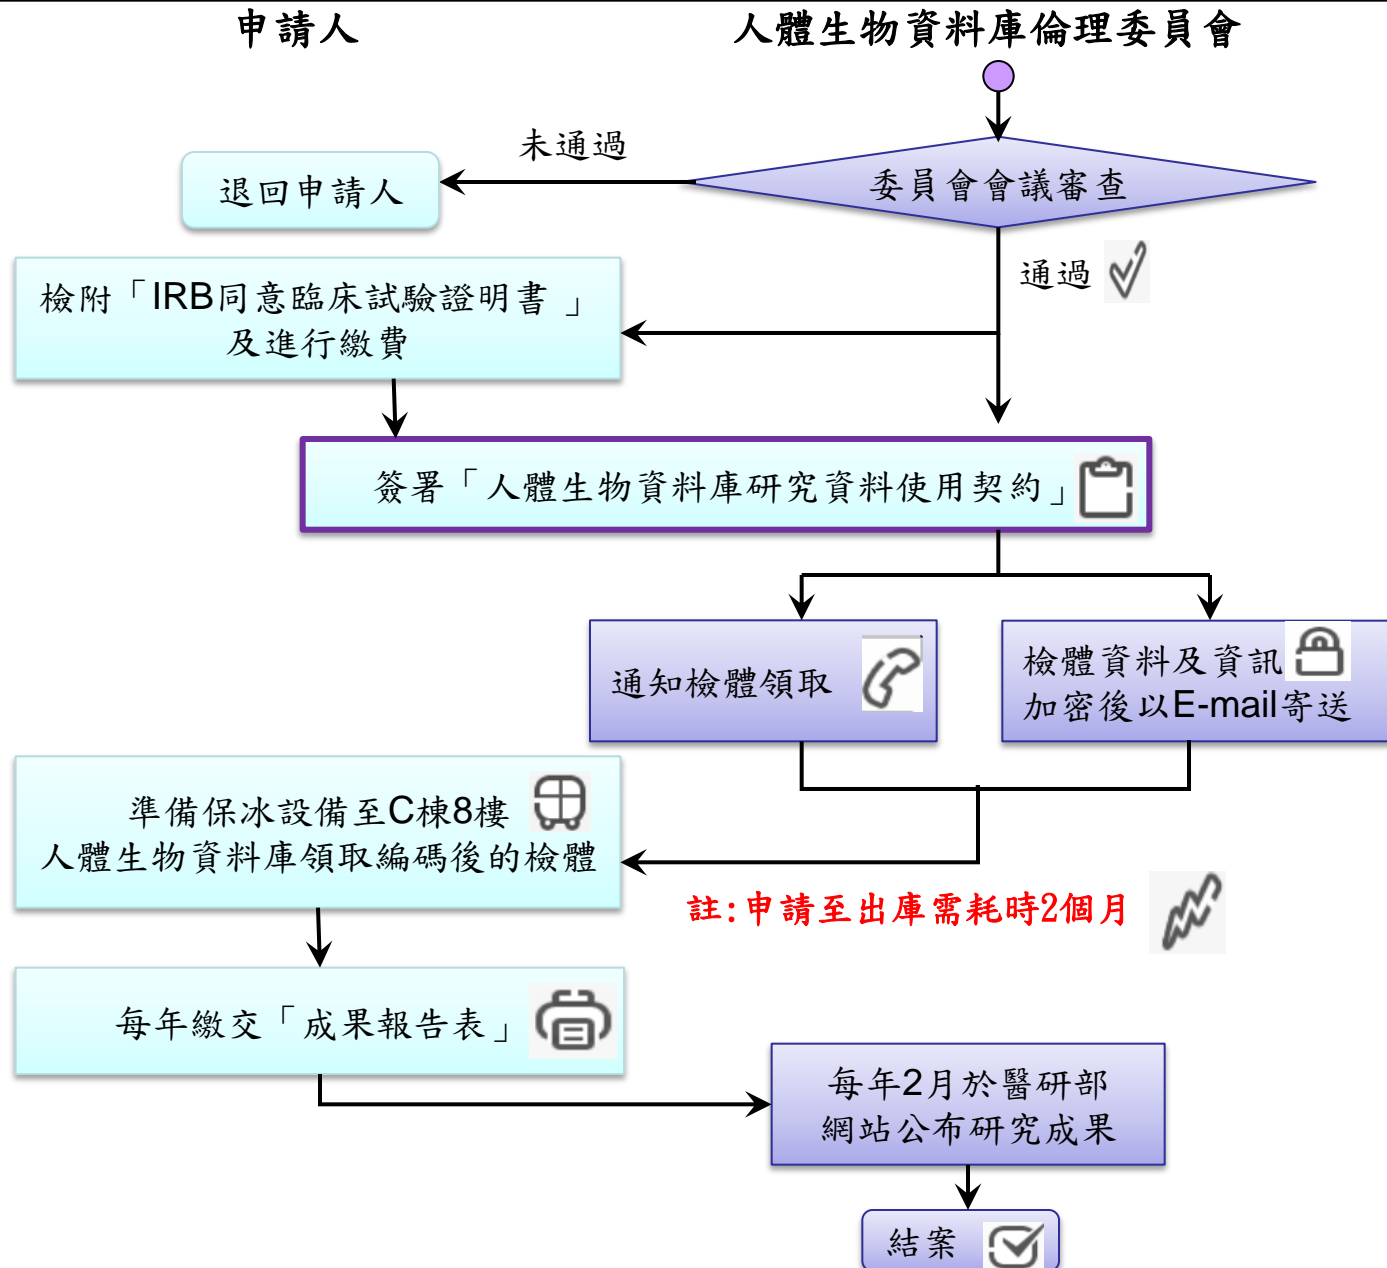 申請人
人體生物資料庫倫理委員會
未通過
退回申請人
委員會會議審查
通過
檢附「IRB同意臨床試驗證明書 」
及進行繳費
簽署「人體生物資料庫研究資料使用契約」
通知檢體領取
檢體資料及資訊
加密後以E-mail寄送
準備保冰設備至C棟8樓
人體生物資料庫領取編碼後的檢體
註:申請至出庫需耗時2個月
每年繳交「成果報告表」
每年2月於醫研部
網站公布研究成果
結案